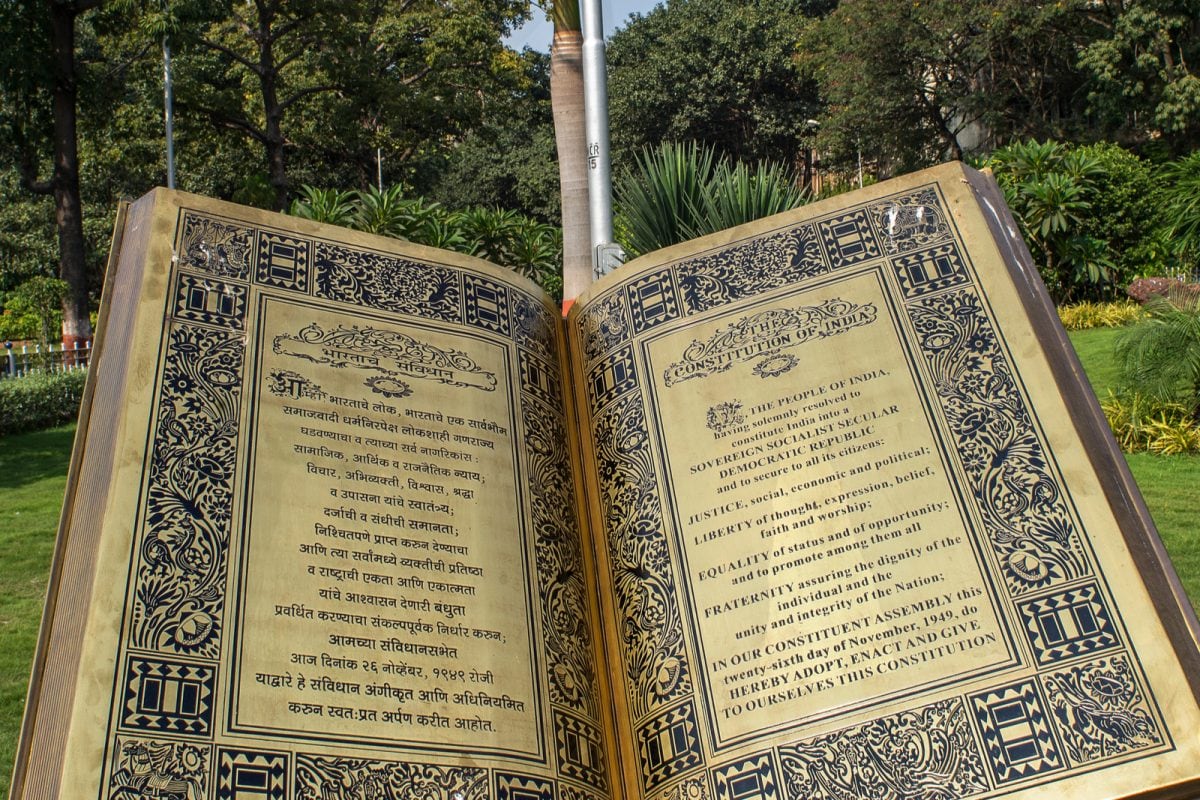 भारताचे
संविधान
आम्ही भारताचे लोक, भारताचे एक सार्वभौम
समाजवादी धर्मनिरपेक्ष लोकशाही गणराज्य
घडवण्याचा व त्याच्या सर्व नागरिकांस :
सामाजिक, आर्थिक व राजनैतिक न्याय;
विचार, अभिव्यक्ती, विश्वास, श्रद्धा
व उपासना यांचे स्वातंत्र्य;
दर्जाची व संधीची समानता;
निश्चितपणे प्राप्त करुन देण्याचा
आणि त्या सर्वांमध्ये व्यक्तीची प्रतिष्ठा
व राष्ट्राची एकता आणि एकात्मता
यांचे आश्वासन देणारी बंधुता
प्रवर्धित करण्याचा संकल्पपूर्वक निर्धार करुन;
आमच्या संविधानसभेत
आज दिनांक २६ नोव्हेंबर, १९४९ रोजी
याद्वारे हे संविधान अंगीकृत आणि अधिनियमित
करुन स्वतःप्रत अर्पण करीत आहोत.
THE
CONSTITUTION OF INDIA
WE, THE PEOPLE OF INDIA,
having solemnly resolved to
constitute India into a
SOVEREIGN SOCIALIST SECULAR
DEMOCRATIC REPUBLIC
and to secure to all its citizens:
JUSTICE, social, economic and political;
LIBERTY of thought, expression, belief,
faith and worship;
EQUALITY of status and of opportunity;
and to promote among them all
FRATERNITY assuring the dignity of the
individual and the
unity and integrity of the Nation;
IN OUR CONSTITUENT ASSEMBLY this
twenty-sixth day of November, 1949, do
HEREBY ADOPT, ENACT AND GIVE
TO OURSELVES THIS CONSTITUTION